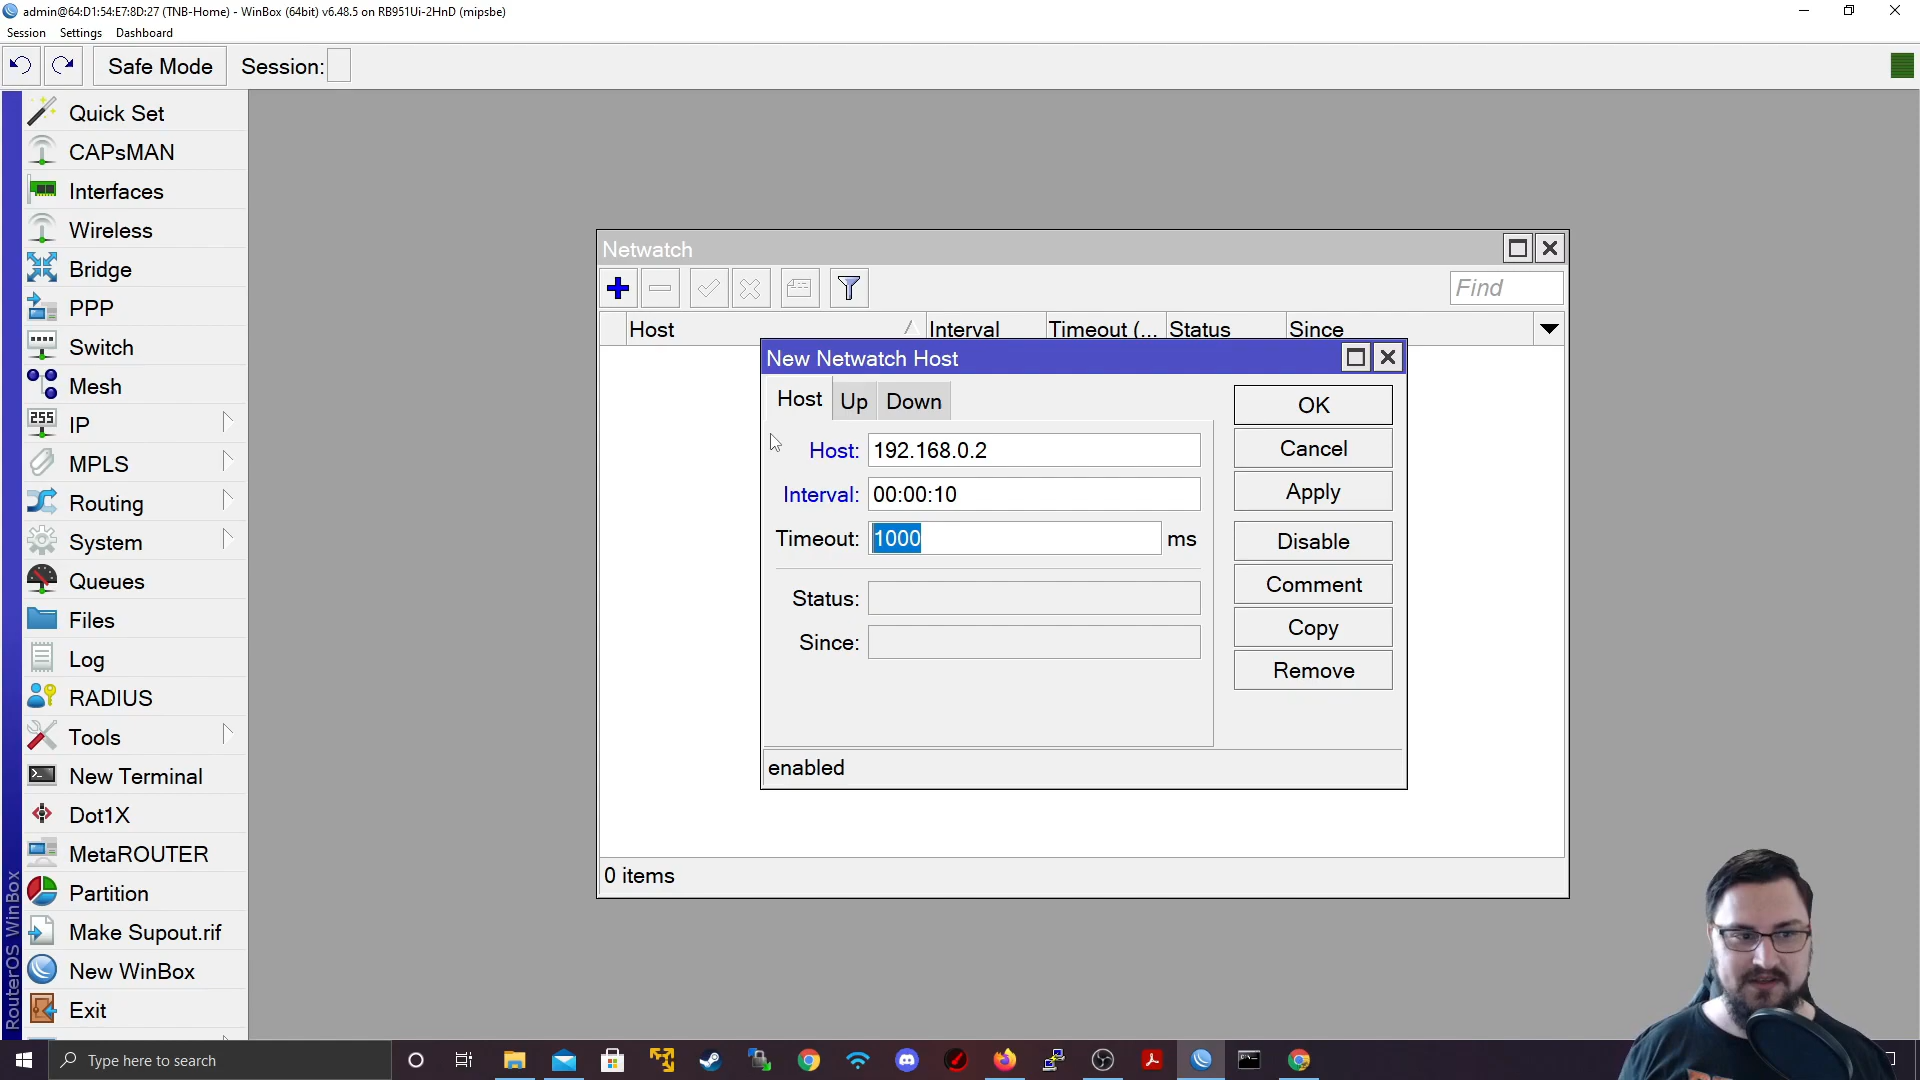 admin@64:D1:54:E7:8D:27 (TNB-Home) - WinBox (64bit) v6.48.5 on RB951Ui-2HnD (mipsbe)
Session Settings Dashboard
Safe Mode Session:
Quick Set
CAPsMAN
Interfaces
Wireless
Bridge
PPP
Switch
Mesh
255 IP
MPLS
Routing
System
Queues
Files
Log
RADIUS
Tools
New Terminal
Dot1X
MetaROUTER
Partition
Make Supout.rif
New WinBox
Exit
RouterOS WinBox
Netwatch
Find
Host Interval Timeout (... Status Since
New Netwatch Host
Host Up Down
Host: 192.168.0.2
Interval: 00:00:10
Timeout: 1000 ms
Status:
Since:
OK
Cancel
Apply
Disable
Comment
Copy
Remove
enabled
0 items
Type here to search